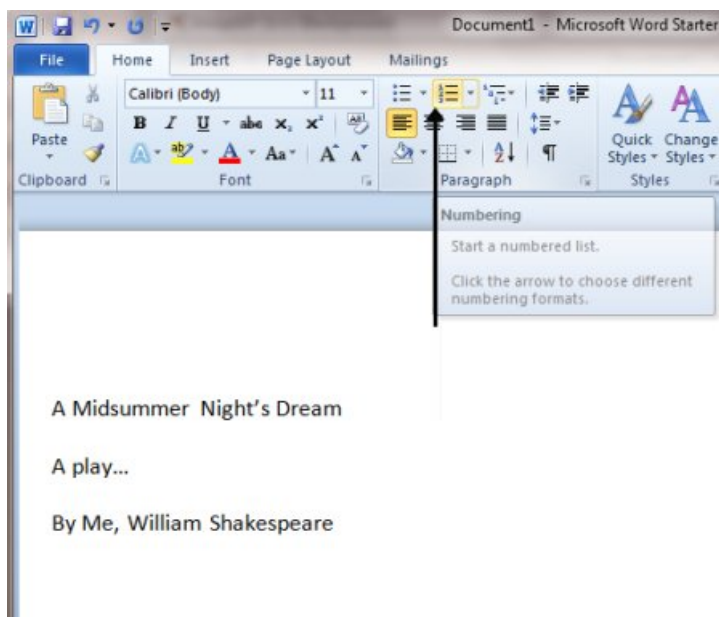 W
Document1 - Microsoft Word Starter
File Home Insert Page Layout Mailings
Calibri (Body) 11
B I U abe X₂ X²
Paste
A ab A Aa A A
Quick Change
Styles Styles
Clipboard Font Paragraph Styles
Numbering
Start a numbered list.
Click the arrow to choose different
numbering formats.
A Midsummer Night's Dream
A play...
By Me, William Shakespeare